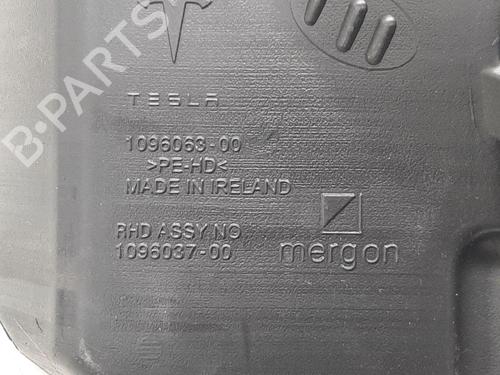 B-PARTS
TESLA
1096063-00
>PE-HD<
MADE IN IRELAND
RHD ASSY NO
1096037-00
mergon